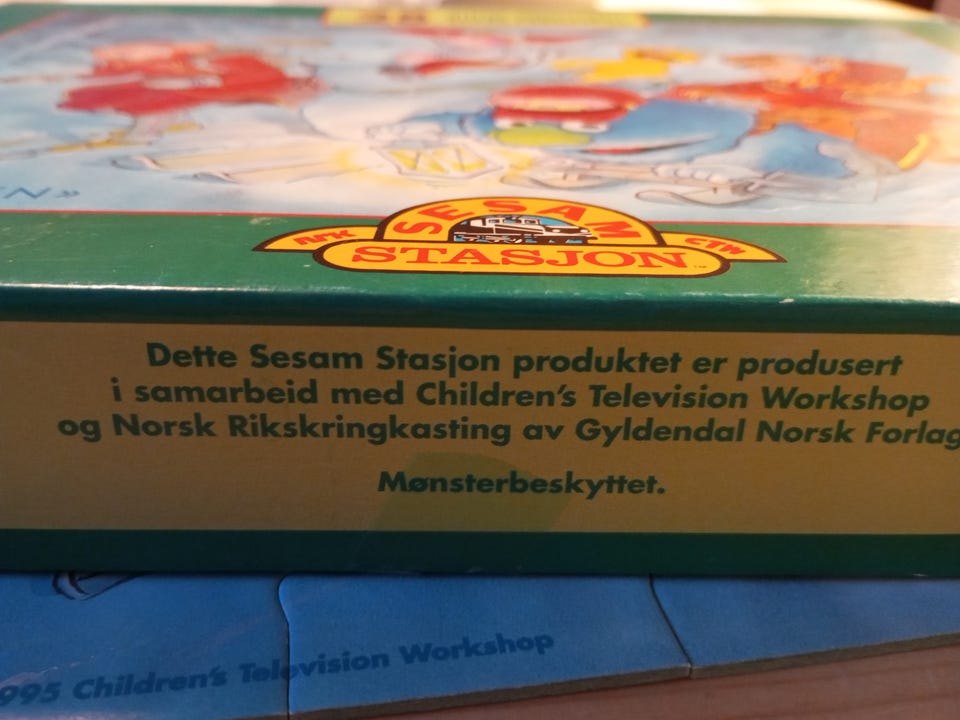 N»
NRK SESAM CTW
STASJON
Dette Sesam Stasjon produktet er produsert
i samarbeid med Children's Television Workshop
og Norsk Rikskringkasting av Gyldendal Norsk Forlag
Mønsterbeskyttet.
995 Children's Television Workshop